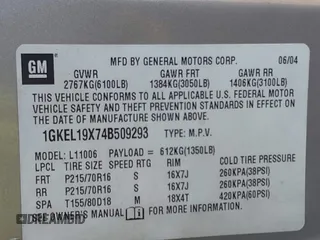 GM
MFD BY GENERAL MOTORS CORP. 06/04
GVWR GAWR FRT GAWR RR
2767KG(6100LB) 1384KG(3050LB) 1406KG(3100LB)
THIS VEHICLE CONFORMS TO ALL APPLICABLE U.S. FEDERAL MOTOR
VEHICLE SAFETY AND THEFT PREVENTION STANDARDS IN EFFECT ON
THE DATE OF MANUFACTURE SHOWN ABOVE.
1GKEL19X74B509293 TYPE: M.P.V.
MODEL: L11006 PAYLOAD = 612KG(1350LB)
LPCL TIRE SIZE SPEED RTG RIM COLD TIRE PRESSURE
FRT P215/70R16 S 16X7J 260KPA(38PSI)
RR P215/70R16 S 16X7J 260KPA(38PSI)
SPA T155/80D18 M 18X4T 420KPA(60PSI)
SEE OWNER'S MANUAL FOR MORE INFORMATION